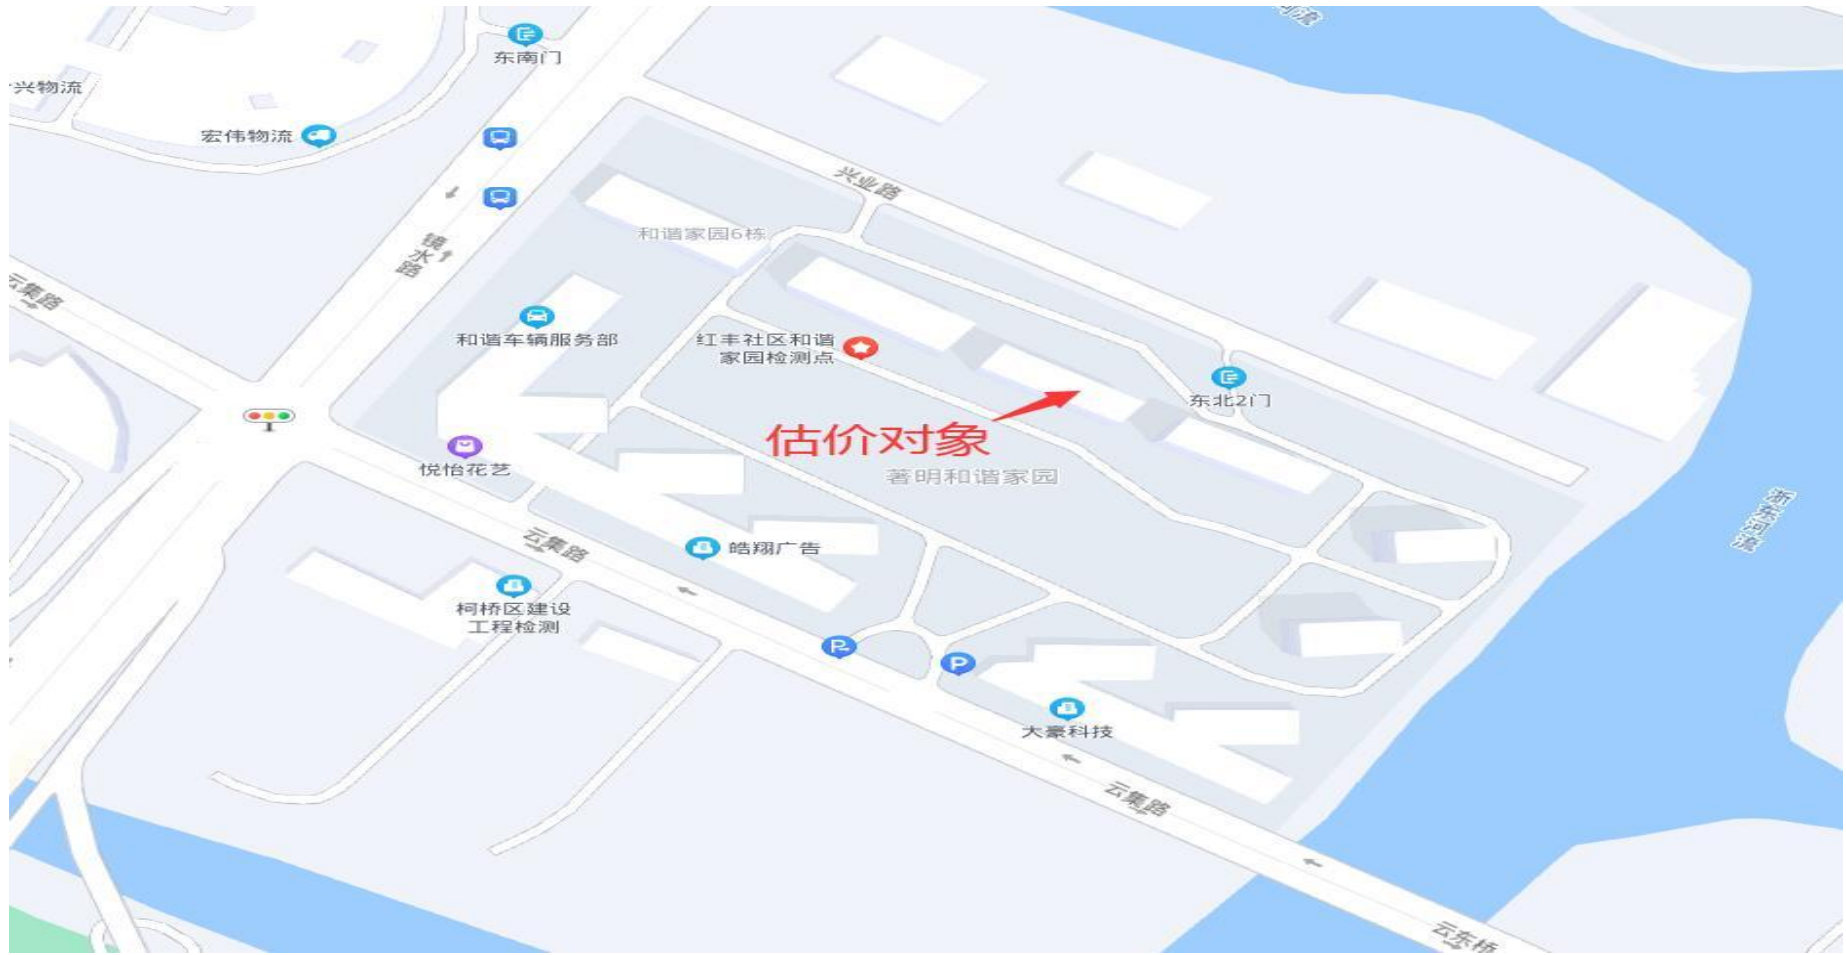 河流
东南门
兴物流
宏伟物流
兴业路
镜水路
和谐家园6栋
云集路
和谐车辆服务部
红丰社区和谐
家园检测点
东北2门
估价对象
悦怡花艺
著明和谐家园
浙东河流
云集路
皓翔广告
柯桥区建设
工程检测
P
P
大豪科技
云集路
云东桥